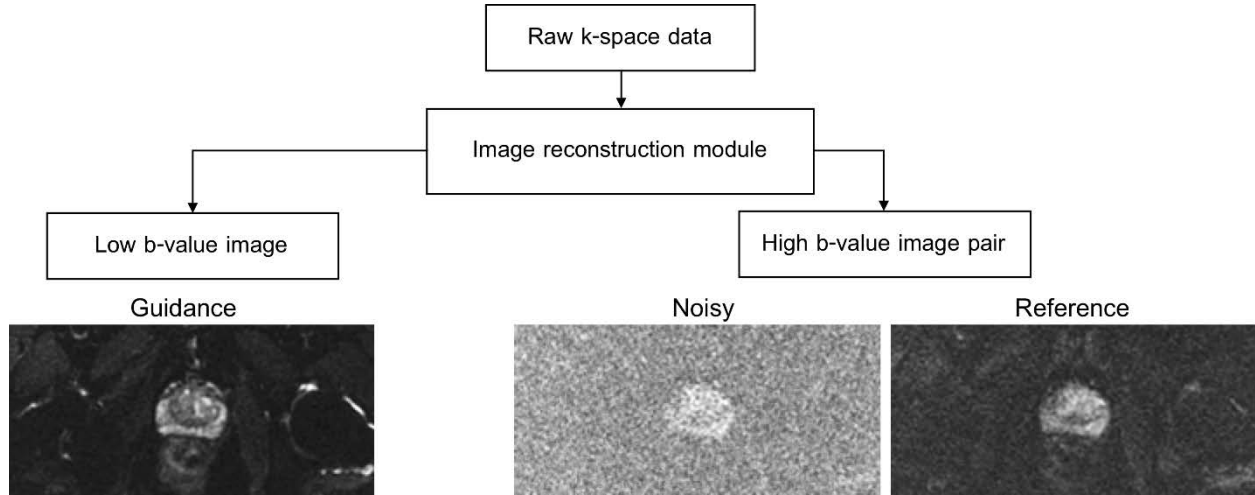 Raw k-space data
Image reconstruction module
Low b-value image
High b-value image pair
Guidance
Noisy
Reference